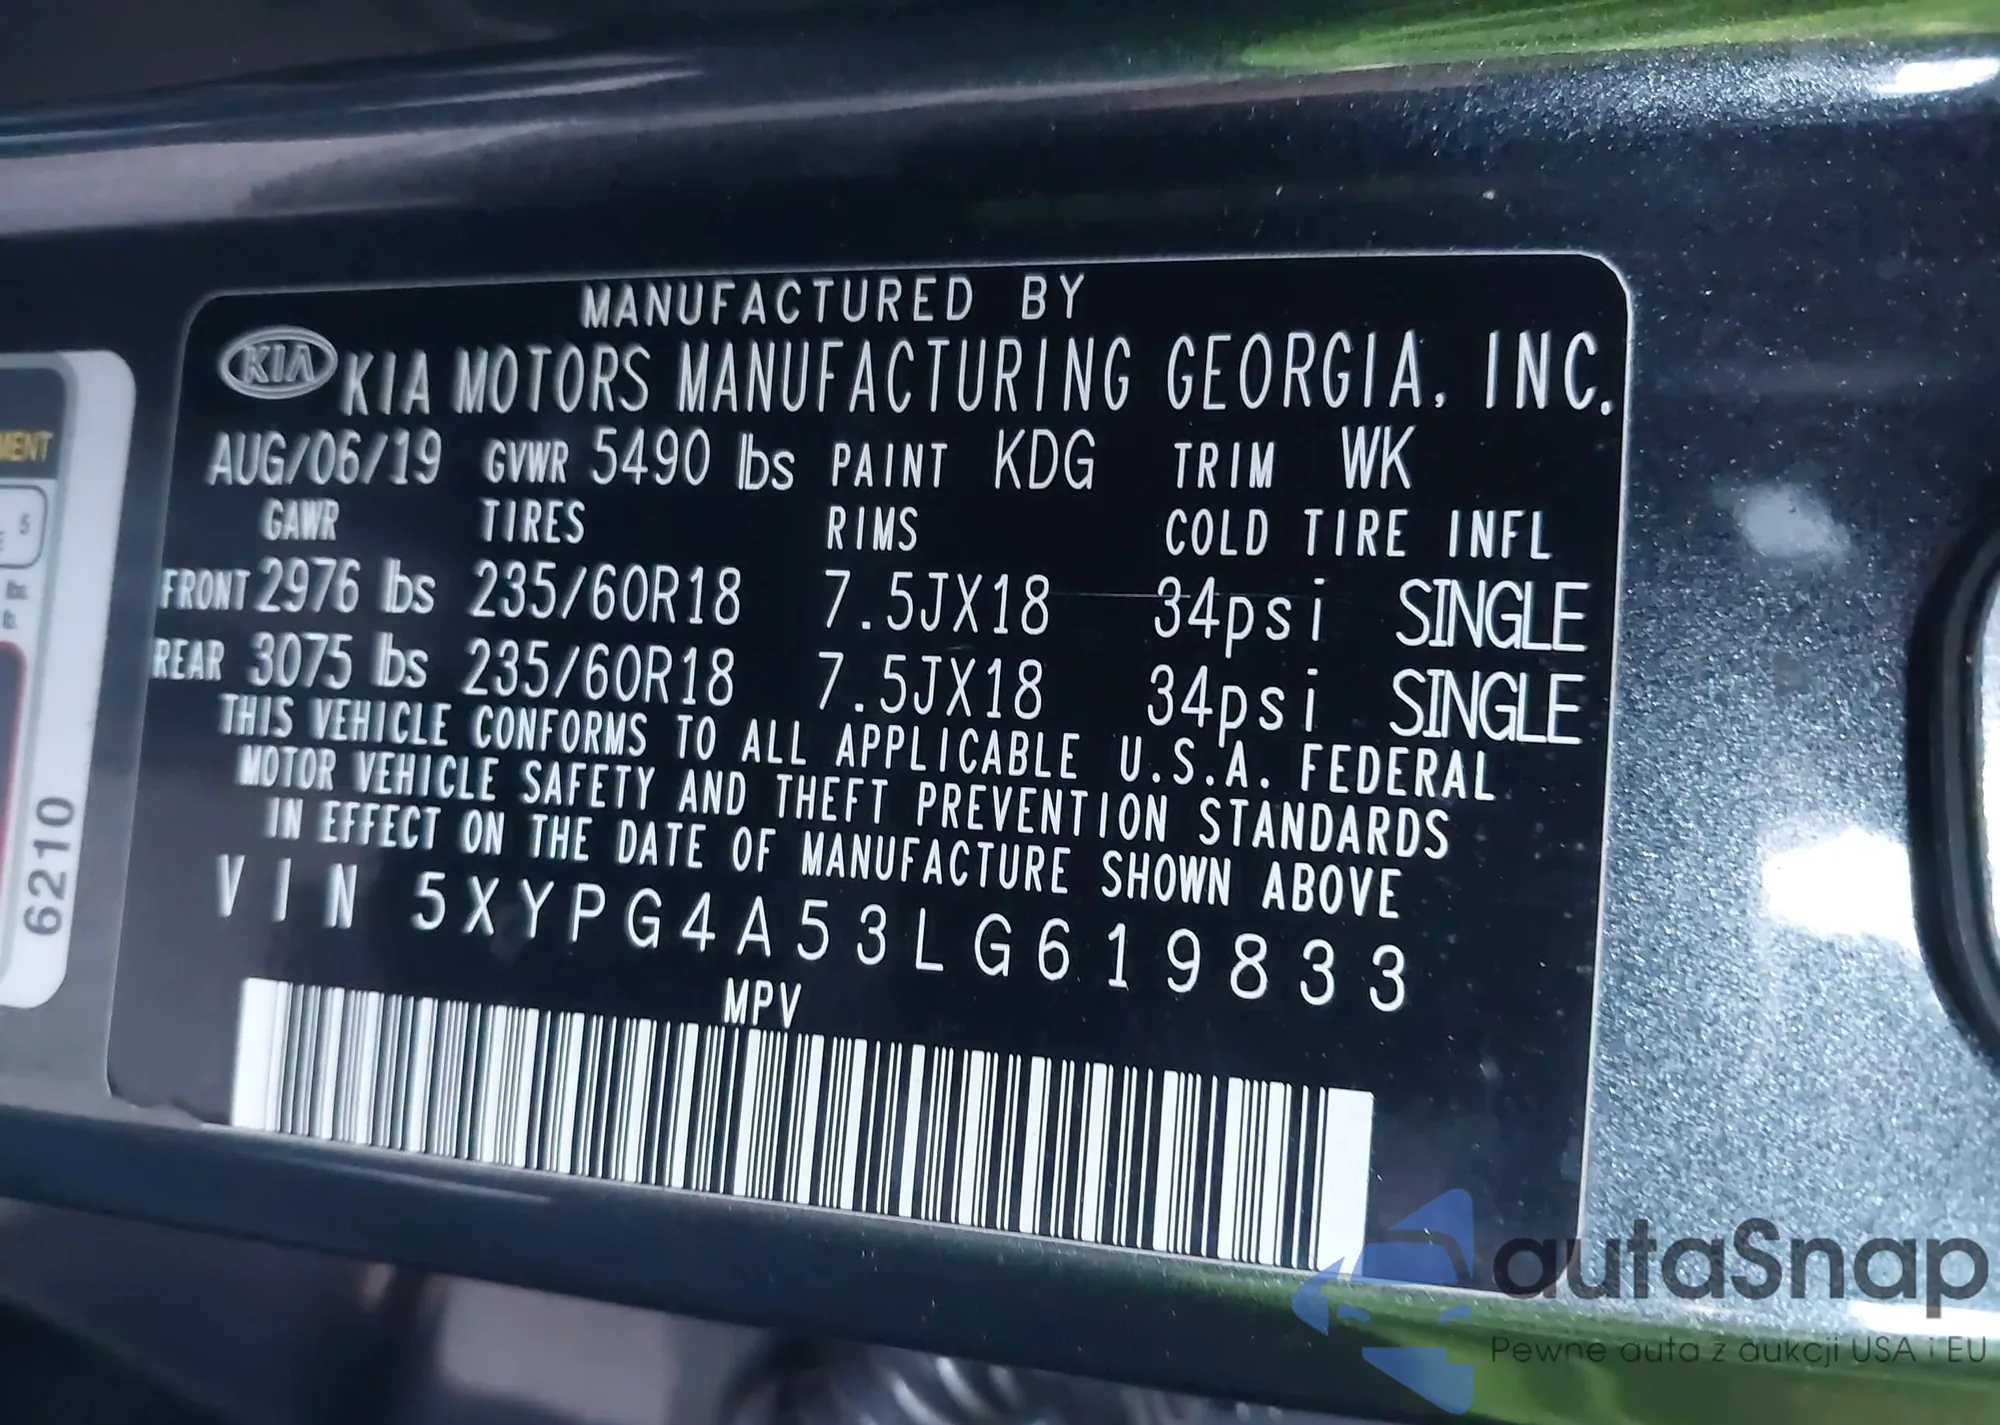 MANUFACTURED BY
KIA KIA MOTORS MANUFACTURING GEORGIA, INC.
AUG/06/19 GVWR 5490 lbs PAINT KDG TRIM WK
GAWR TIRES RIMS COLD TIRE INFL
FRONT 2976 lbs 235/60R18 7.5JX18 34psi SINGLE
REAR 3075 lbs 235/60R18 7.5JX18 34psi SINGLE
THIS VEHICLE CONFORMS TO ALL APPLICABLE U.S.A. FEDERAL
MOTOR VEHICLE SAFETY AND THEFT PREVENTION STANDARDS
IN EFFECT ON THE DATE OF MANUFACTURE SHOWN ABOVE
VIN 5XYPG4A53LG619833
MPV
5
lbs.
6210
autaSnap
Pewne auta z aukcji USA i EU